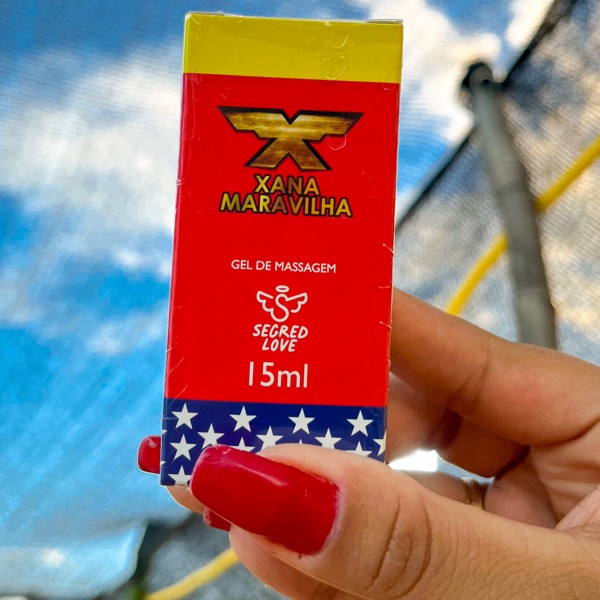 XANA
MARAVILHA
GEL DE MASSAGEM
SEGRED
LOVE
15ml